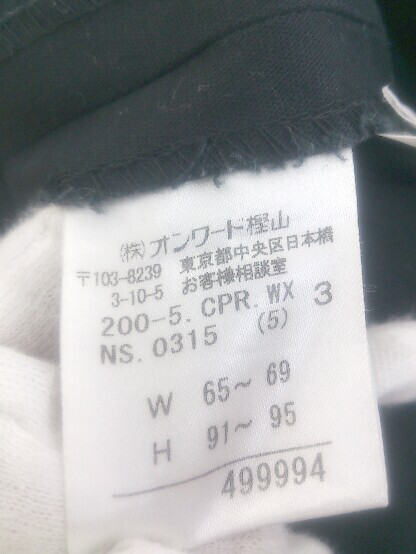 (株)オンワード樫山
〒103-8239 東京都中央区日本橋
3-10-5 お客様相談室
200-5. CPR. WX 3
NS. 0315 (5)
W 65～ 69
H 91～ 95
499994